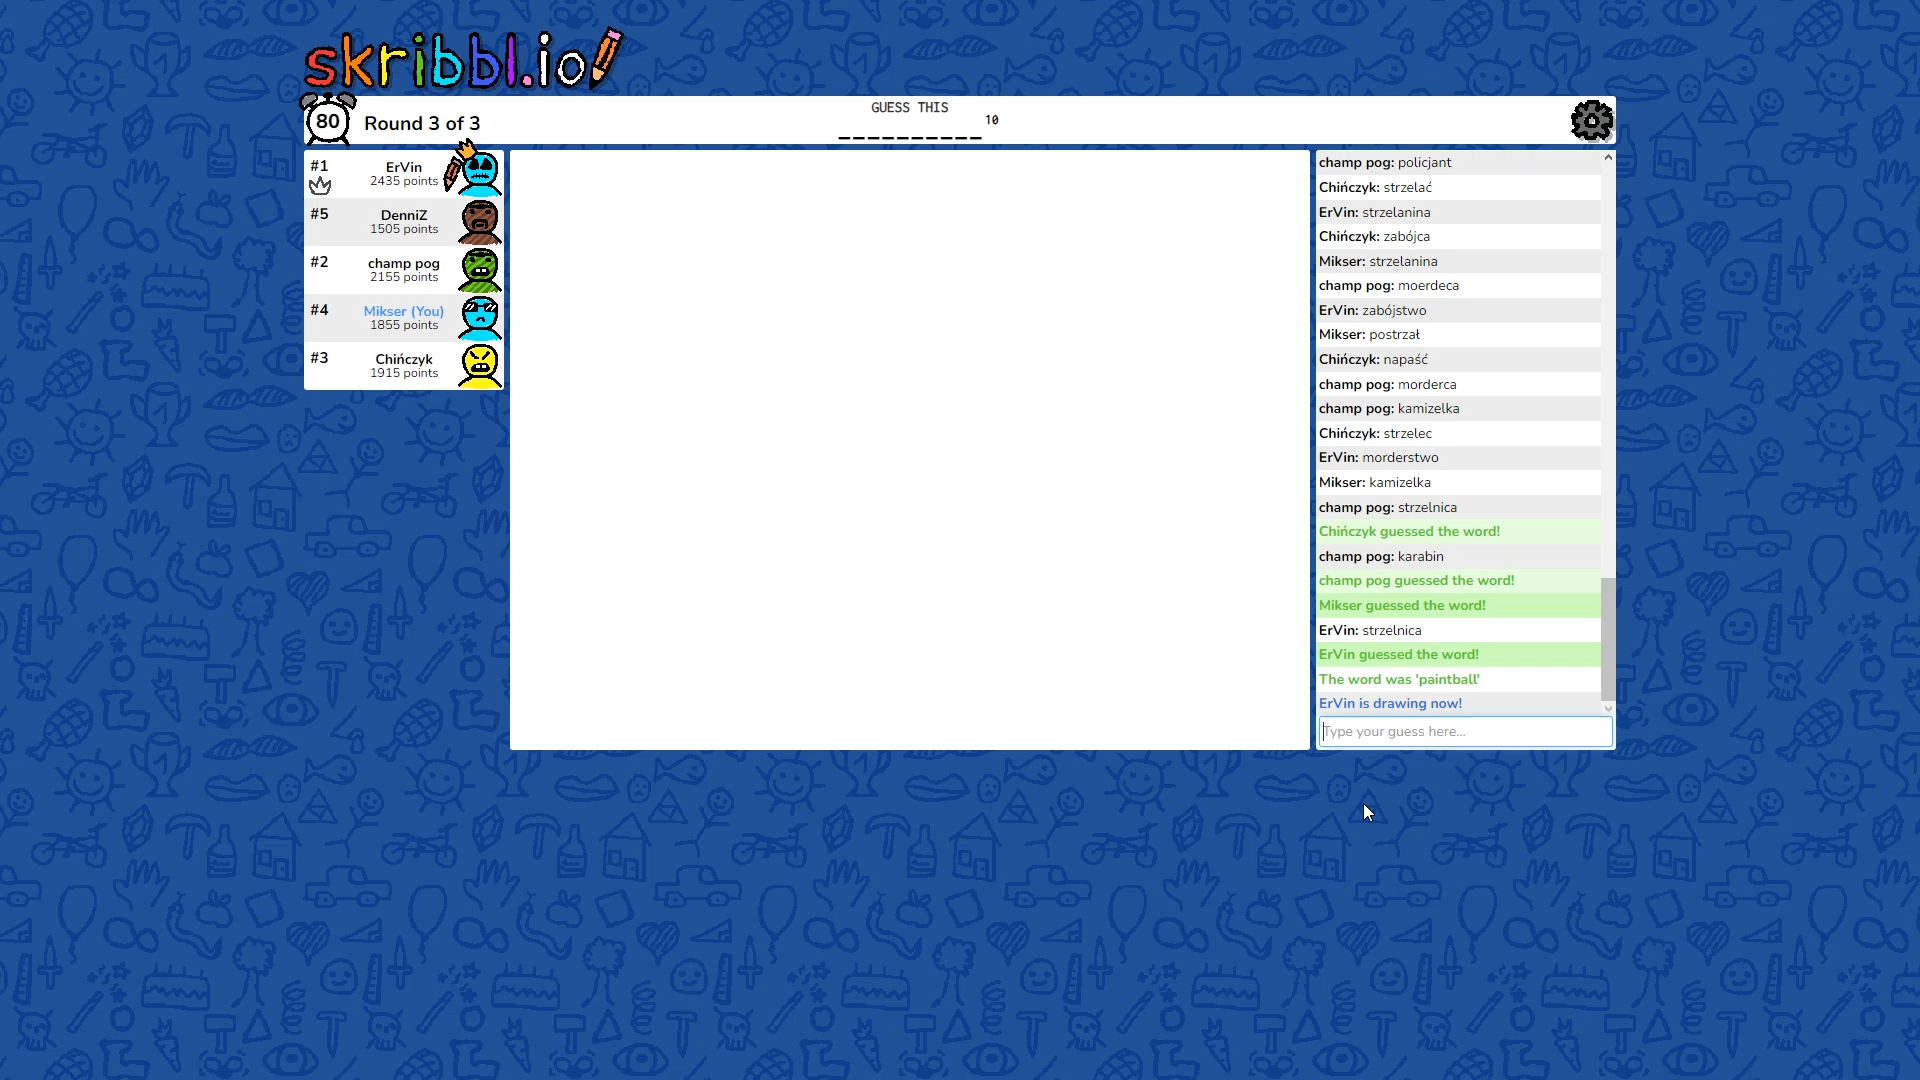 skribbl.io
80
Round 3 of 3
GUESS THIS
__________ 10
#1
ErVin
2435 points
#5
DenniZ
1505 points
#2
champ pog
2155 points
#4
Mikser (You)
1855 points
#3
Chińczyk
1915 points
champ pog: policjant
Chińczyk: strzelać
ErVin: strzelanina
Chińczyk: zabójca
Mikser: strzelanina
champ pog: moerdeca
ErVin: zabójstwo
Mikser: postrzał
Chińczyk: napaść
champ pog: morderca
champ pog: kamizelka
Chińczyk: strzelec
ErVin: morderstwo
Mikser: kamizelka
champ pog: strzelnica
Chińczyk guessed the word!
champ pog: karabin
champ pog guessed the word!
Mikser guessed the word!
ErVin: strzelnica
ErVin guessed the word!
The word was 'paintball'
ErVin is drawing now!
Type your guess here...